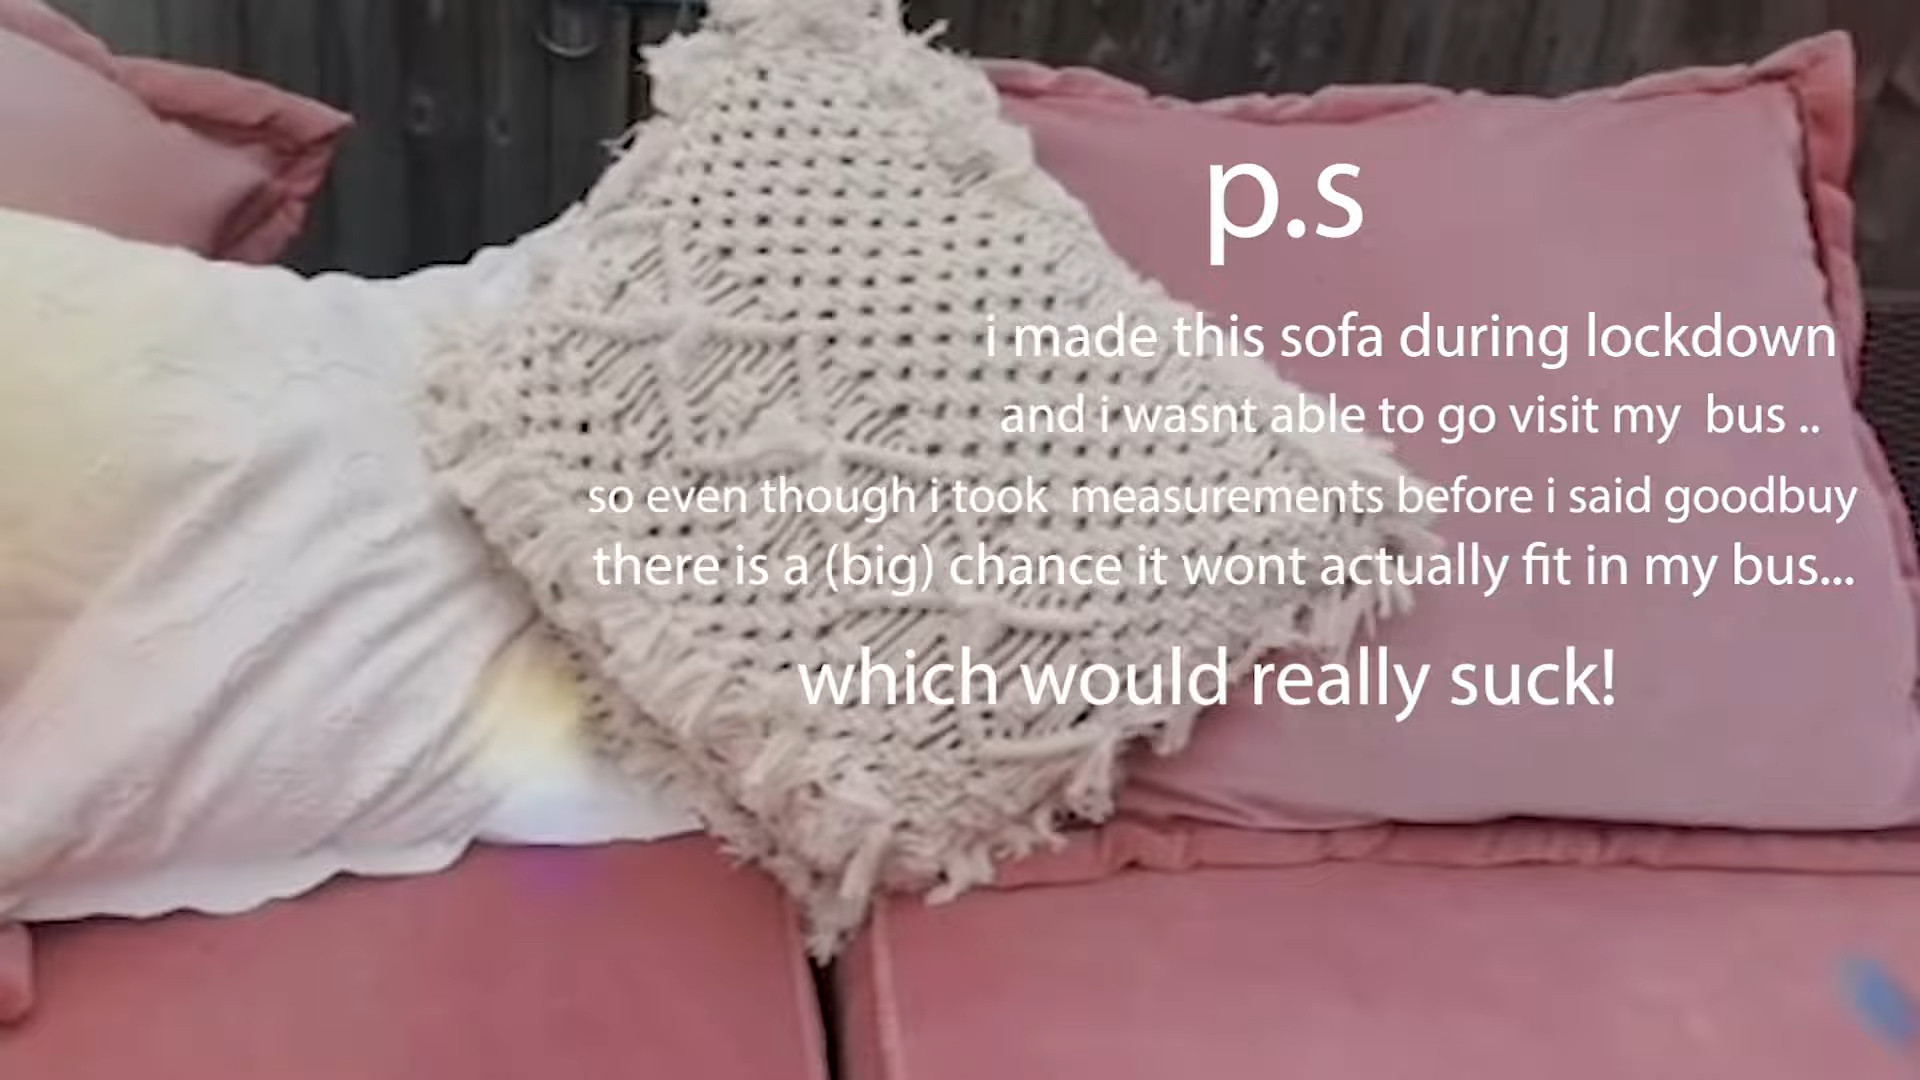 p.s
i made this sofa during lockdown
and i wasnt able to go visit my bus ..
so even though i took measurements before i said goodbuy
there is a (big) chance it wont actually fit in my bus...
which would really suck!